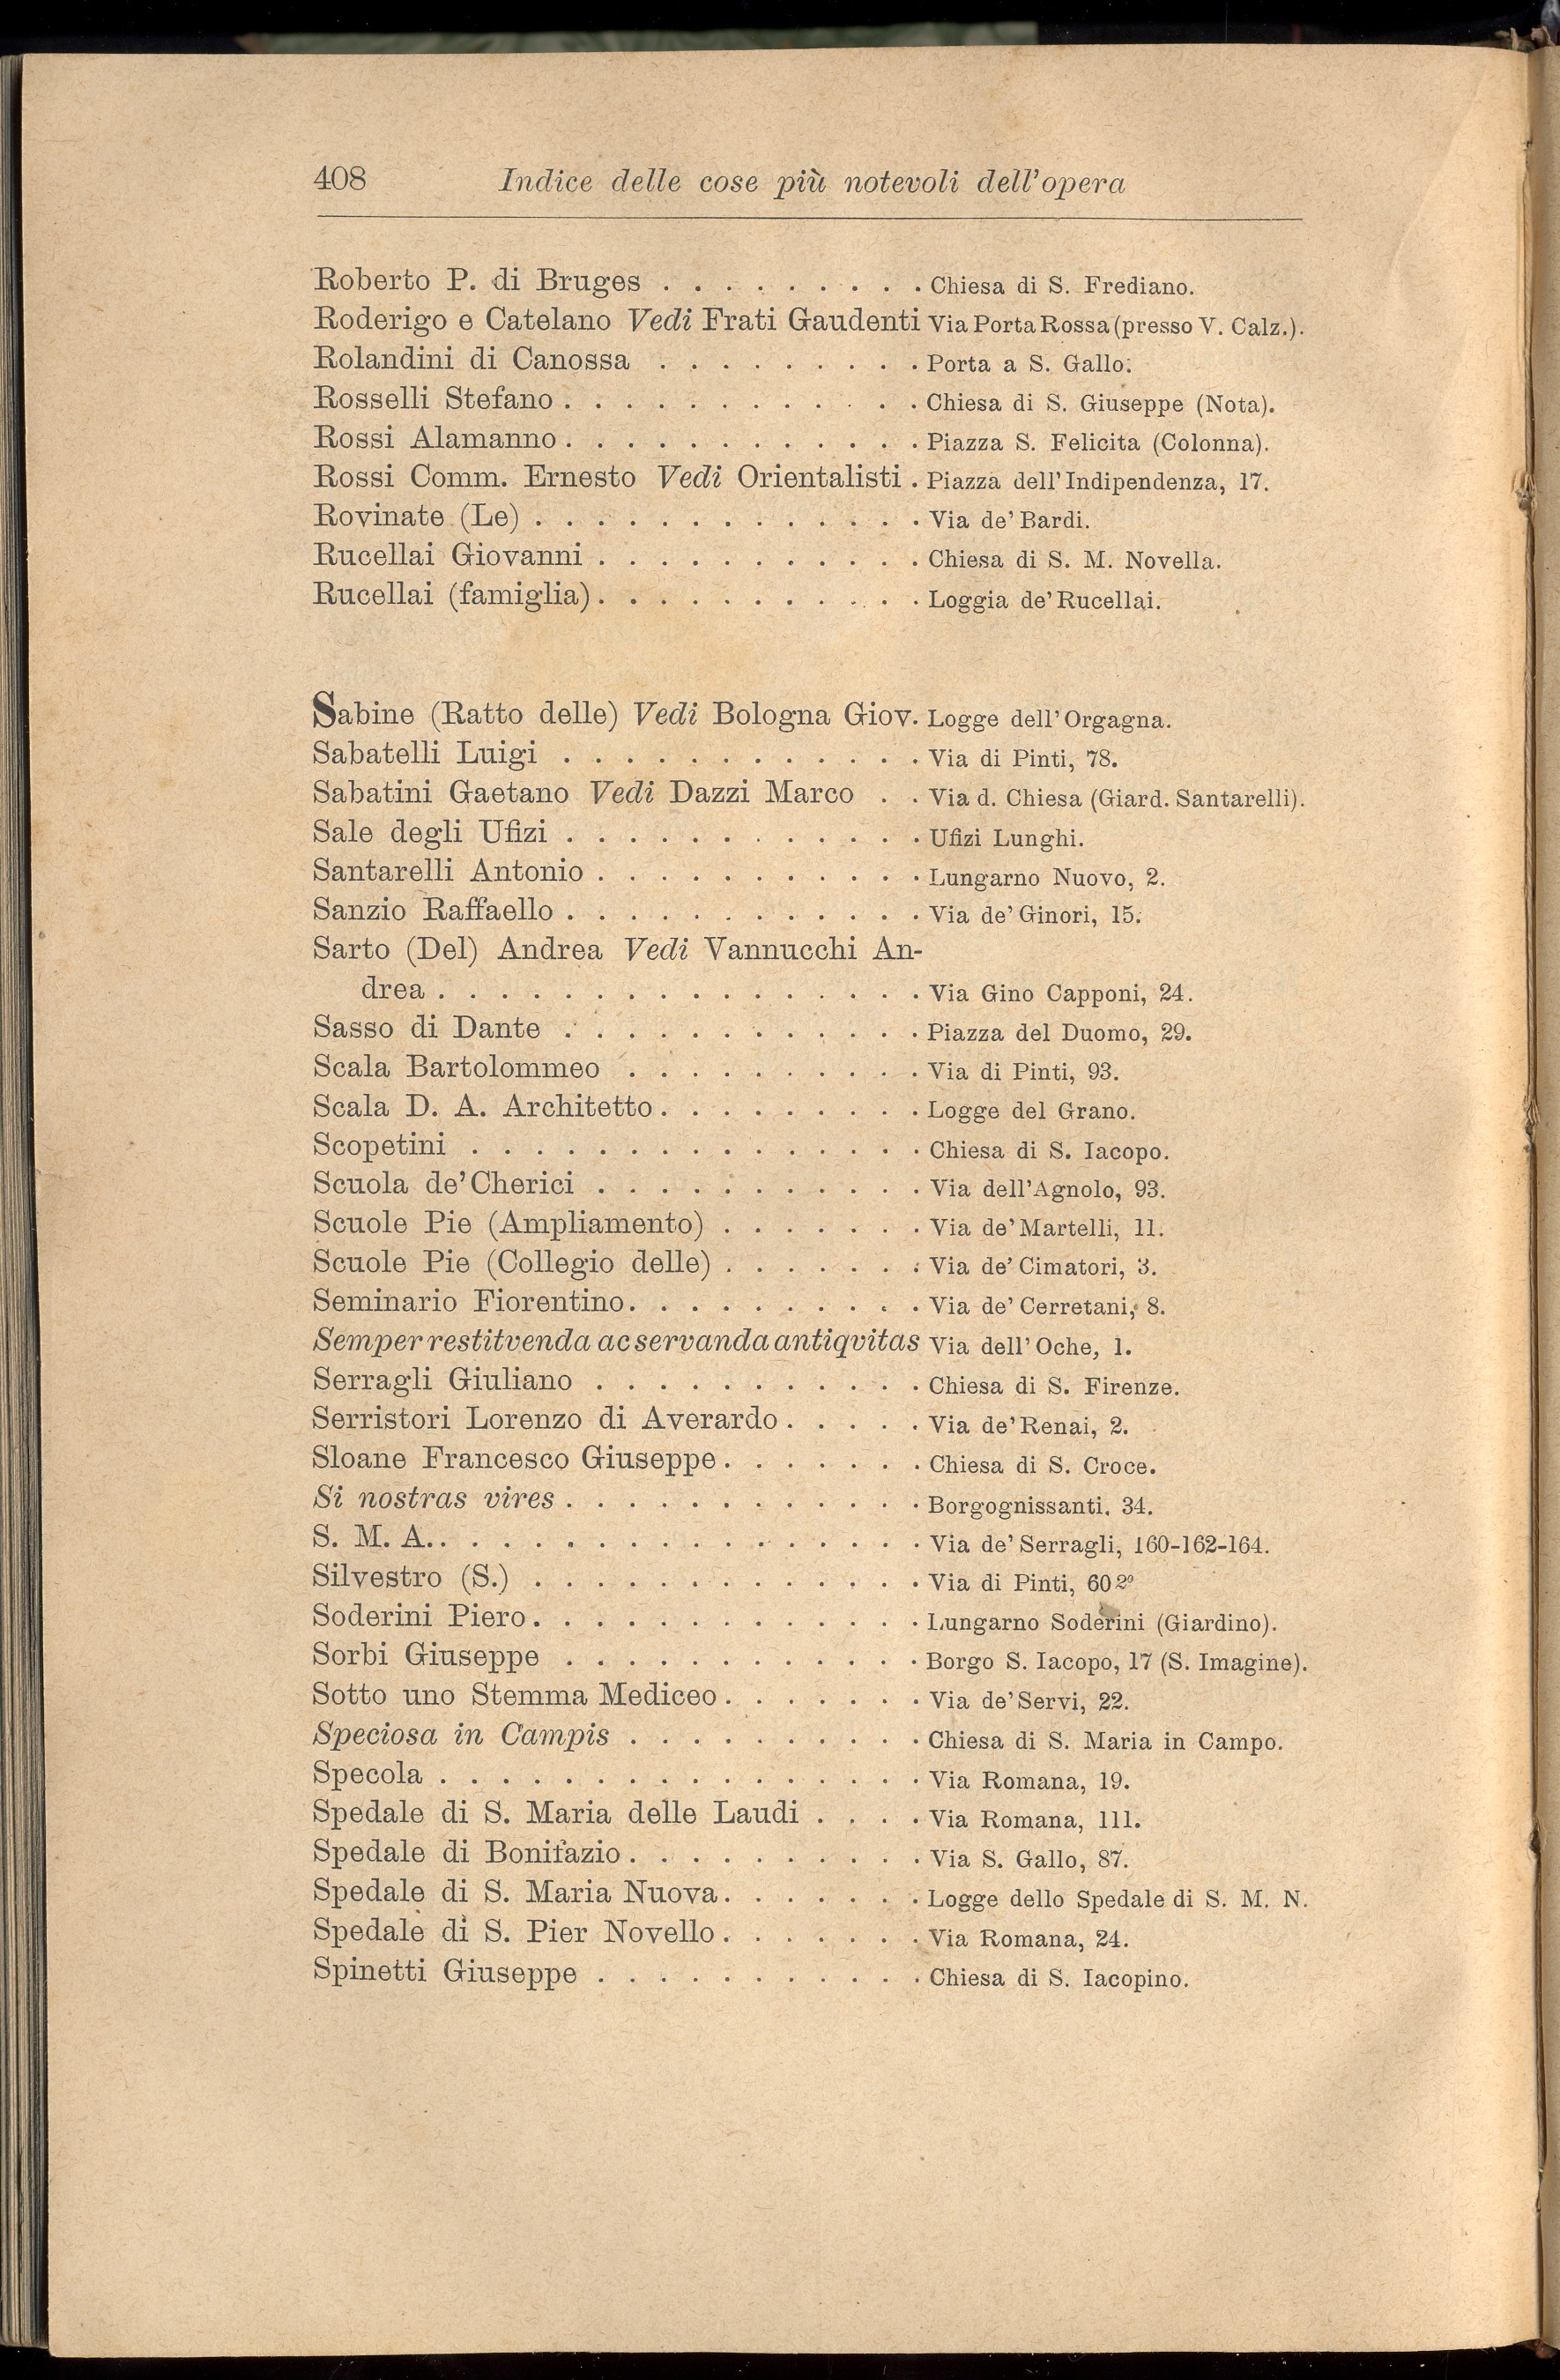 408 Indice delle cose più notevoli dell'opera
Roberto P. di Bruges . . . . . . . . . Chiesa di S. Frediano.
Roderigo e Catelano Vedi Frati Gaudenti Via Porta Rossa (presso V. Calz.).
Rolandini di Canossa . . . . . . . . . Porta a S. Gallo.
Rosselli Stefano . . . . . . . . . . . . Chiesa di S. Giuseppe (Nota).
Rossi Alamanno . . . . . . . . . . . . Piazza S. Felicita (Colonna).
Rossi Comm. Ernesto Vedi Orientalisti . Piazza dell'Indipendenza, 17.
Rovinate (Le) . . . . . . . . . . . . . Via de' Bardi.
Rucellai Giovanni . . . . . . . . . . . Chiesa di S. M. Novella.
Rucellai (famiglia) . . . . . . . . . . . Loggia de' Rucellai.
Sabine (Ratto delle) Vedi Bologna Giov. Logge dell'Orgagna.
Sabatelli Luigi . . . . . . . . . . . . Via di Pinti, 78.
Sabatini Gaetano Vedi Dazzi Marco . . Via d. Chiesa (Giard. Santarelli).
Sale degli Ufizi . . . . . . . . . . . . Ufizi Lunghi.
Santarelli Antonio . . . . . . . . . . . Lungarno Nuovo, 2.
Sanzio Raffaello . . . . . . . . . . . . Via de' Ginori, 15.
Sarto (Del) Andrea Vedi Vannucchi An-
drea . . . . . . . . . . . . . . . . Via Gino Capponi, 24.
Sasso di Dante . . . . . . . . . . . . Piazza del Duomo, 29.
Scala Bartolommeo . . . . . . . . . . Via di Pinti, 93.
Scala D. A. Architetto . . . . . . . . . Logge del Grano.
Scopetini . . . . . . . . . . . . . . . Chiesa di S. Iacopo.
Scuola de' Cherici . . . . . . . . . . . Via dell'Agnolo, 93.
Scuole Pie (Ampliamento) . . . . . . . Via de' Martelli, 11.
Scuole Pie (Collegio delle) . . . . . . . Via de' Cimatori, 3.
Seminario Fiorentino . . . . . . . . . . Via de' Cerretani, 8.
Semper restitvenda ac servanda antiqvitas Via dell'Oche, 1.
Serragli Giuliano . . . . . . . . . . . Chiesa di S. Firenze.
Serristori Lorenzo di Averardo . . . . . Via de' Renai, 2.
Sloane Francesco Giuseppe . . . . . . . Chiesa di S. Croce.
Si nostras vires . . . . . . . . . . . . Borgognissanti. 34.
S. M. A. . . . . . . . . . . . . . . . . Via de' Serragli, 160-162-164.
Silvestro (S.) . . . . . . . . . . . . . Via di Pinti, 60 2º
Soderini Piero . . . . . . . . . . . . . Lungarno Soderini (Giardino).
Sorbi Giuseppe . . . . . . . . . . . . Borgo S. Iacopo, 17 (S. Imagine).
Sotto uno Stemma Mediceo . . . . . . . Via de' Servi, 22.
Speciosa in Campis . . . . . . . . . . Chiesa di S. Maria in Campo.
Specola . . . . . . . . . . . . . . . . Via Romana, 19.
Spedale di S. Maria delle Laudi . . . . Via Romana, 111.
Spedale di Bonifazio . . . . . . . . . . Via S. Gallo, 87.
Spedale di S. Maria Nuova . . . . . . . Logge dello Spedale di S. M. N.
Spedale di S. Pier Novello . . . . . . . Via Romana, 24.
Spinetti Giuseppe . . . . . . . . . . . Chiesa di S. Iacopino.